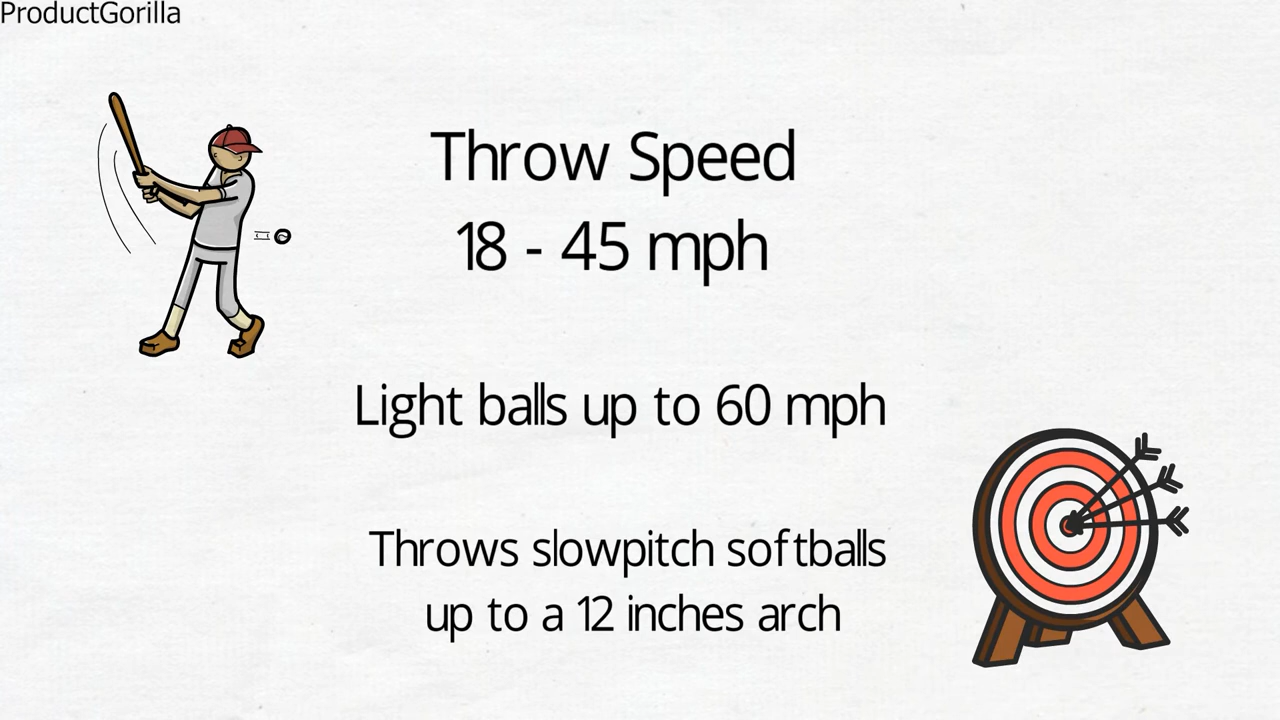 ProductGorilla
Throw Speed
18 - 45 mph
Light balls up to 60 mph
Throws slowpitch softballs
up to a 12 inches arch